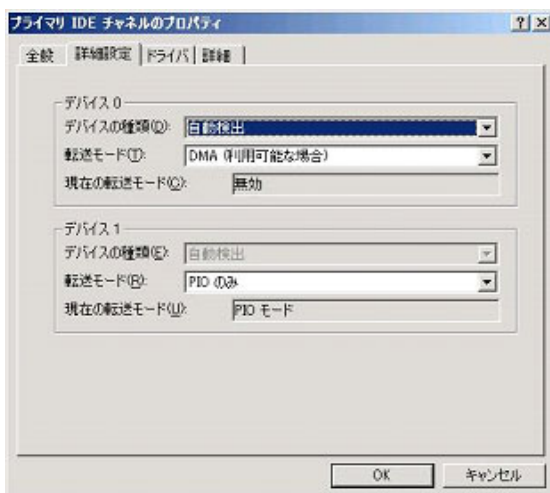 プライマリ IDE チャネルのプロパティ
全般 詳細設定 ドライバ 詳細
デバイス 0
デバイスの種類(D): 自動検出
転送モード(T): DMA (利用可能な場合)
現在の転送モード(C): 無効
デバイス 1
デバイスの種類(E): 自動検出
転送モード(R): PIO のみ
現在の転送モード(U): PIO モード
OK キャンセル